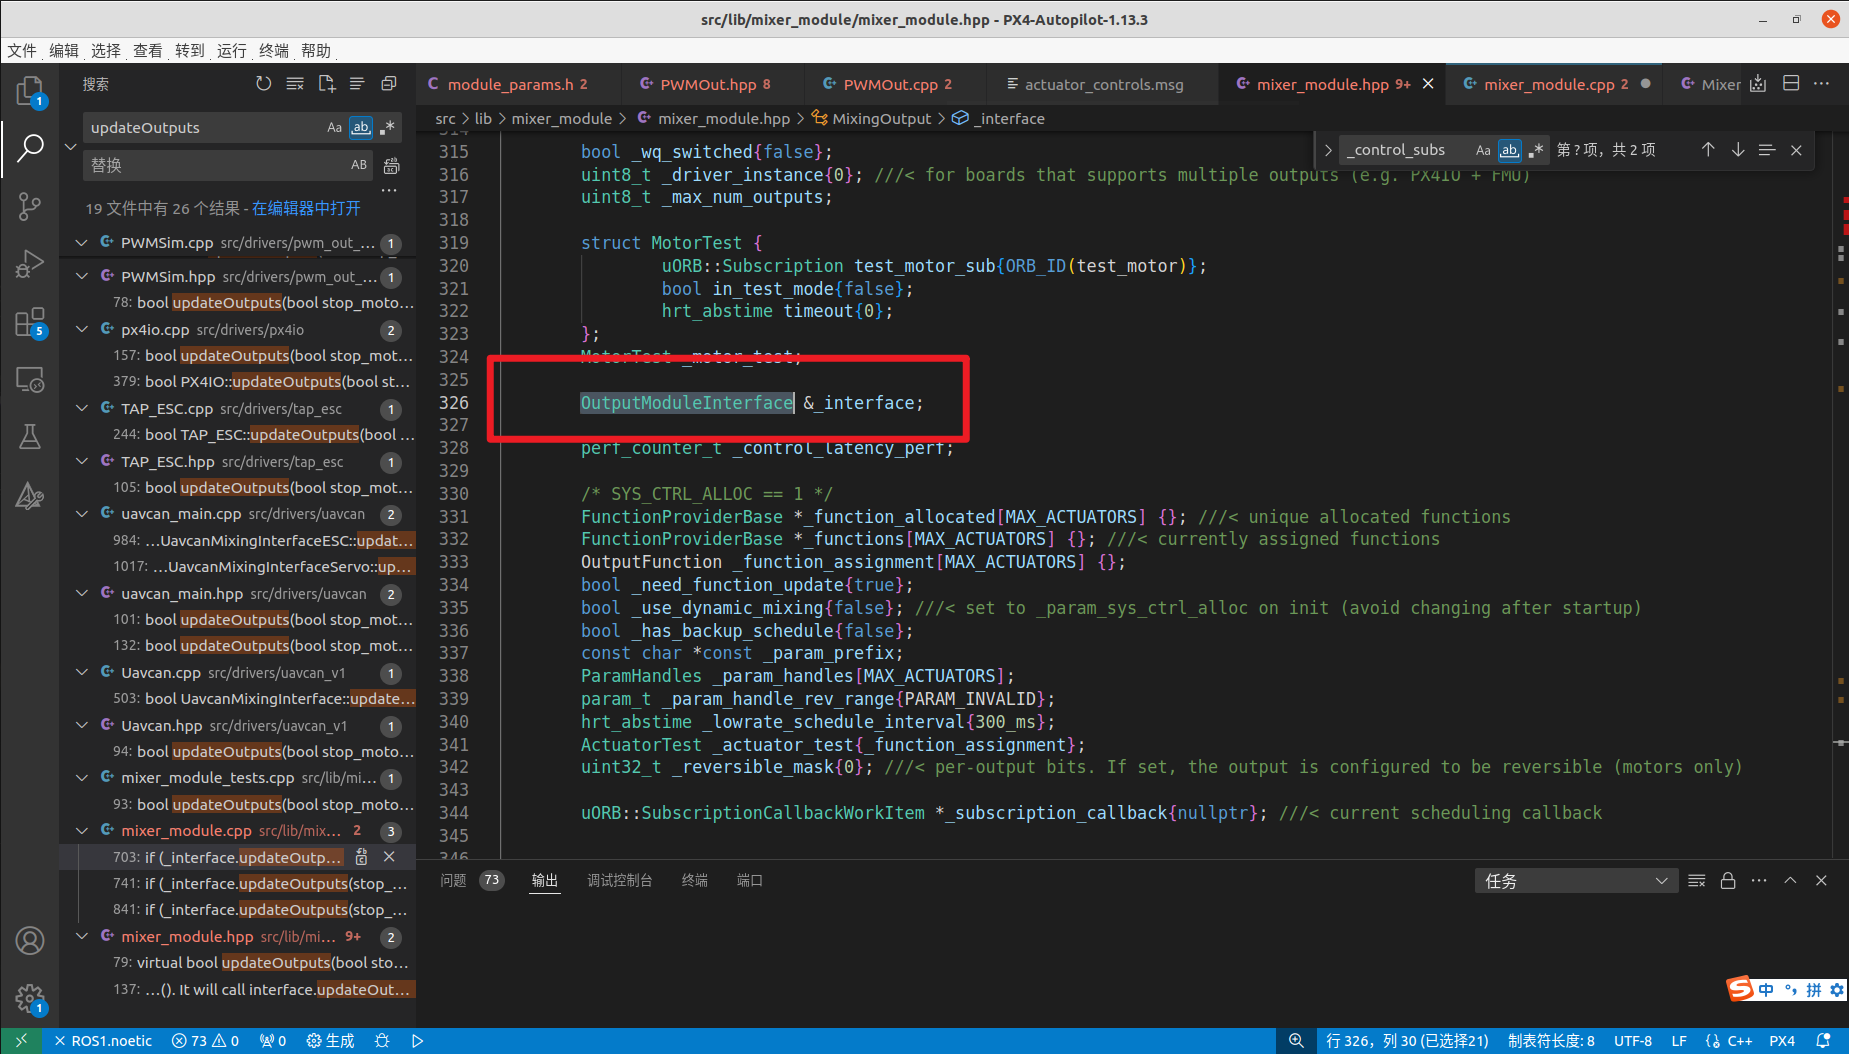 src/lib/mixer_module/mixer_module.hpp - PX4-Autopilot-1.13.3
文件 编辑 选择 查看 转到 运行 终端 帮助
搜索
module_params.h 2
PWMOut.hpp 8
PWMOut.cpp 2
actuator_controls.msg
mixer_module.hpp 9+
mixer_module.cpp 2
Mixer
src > lib > mixer_module > mixer_module.hpp > MixingOutput > _interface
updateOutputs
Aa ab
替换
AB
19 文件中有 26 个结果 - 在编辑器中打开
PWMSim.cpp src/drivers/pwm_out_... 1
PWMSim.hpp src/drivers/pwm_out_... 1
78: bool updateOutputs(bool stop_moto...
px4io.cpp src/drivers/px4io 2
157: bool updateOutputs(bool stop_mot...
379: bool PX4IO::updateOutputs(bool st...
TAP_ESC.cpp src/drivers/tap_esc 1
244: bool TAP_ESC::updateOutputs(bool ...
TAP_ESC.hpp src/drivers/tap_esc 1
105: bool updateOutputs(bool stop_mot...
uavcan_main.cpp src/drivers/uavcan 2
984: ...UavcanMixingInterfaceESC::updat...
1017: ...UavcanMixingInterfaceServo::up...
uavcan_main.hpp src/drivers/uavcan 2
101: bool updateOutputs(bool stop_mot...
132: bool updateOutputs(bool stop_mot...
Uavcan.cpp src/drivers/uavcan_v1 1
503: bool UavcanMixingInterface::update...
Uavcan.hpp src/drivers/uavcan_v1 1
94: bool updateOutputs(bool stop_moto...
mixer_module_tests.cpp src/lib/mi... 1
93: bool updateOutputs(bool stop_moto...
mixer_module.cpp src/lib/mix... 2 3
703: if (_interface.updateOutp...
741: if (_interface.updateOutputs(stop_...
841: if (_interface.updateOutputs(stop_...
mixer_module.hpp src/lib/mi... 9+ 2
79: virtual bool updateOutputs(bool sto...
137: ...(). It will call interface.updateOut...
1
5
1
_control_subs Aa ab 第 ? 项，共 2 项
314
315 bool _wq_switched{false};
316 uint8_t _driver_instance{0}; ///< for boards that supports multiple outputs (e.g. PX4IO + FMU)
317 uint8_t _max_num_outputs;
318
319 struct MotorTest {
320 uORB::Subscription test_motor_sub{ORB_ID(test_motor)};
321 bool in_test_mode{false};
322 hrt_abstime timeout{0};
323 };
324 MotorTest _motor_test;
325
326 OutputModuleInterface &_interface;
327
328 perf_counter_t _control_latency_perf;
329
330 /* SYS_CTRL_ALLOC == 1 */
331 FunctionProviderBase *_function_allocated[MAX_ACTUATORS] {}; ///< unique allocated functions
332 FunctionProviderBase *_functions[MAX_ACTUATORS] {}; ///< currently assigned functions
333 OutputFunction _function_assignment[MAX_ACTUATORS] {};
334 bool _need_function_update{true};
335 bool _use_dynamic_mixing{false}; ///< set to _param_sys_ctrl_alloc on init (avoid changing after startup)
336 bool _has_backup_schedule{false};
337 const char *const _param_prefix;
338 ParamHandles _param_handles[MAX_ACTUATORS];
339 param_t _param_handle_rev_range{PARAM_INVALID};
340 hrt_abstime _lowrate_schedule_interval{300_ms};
341 ActuatorTest _actuator_test{_function_assignment};
342 uint32_t _reversible_mask{0}; ///< per-output bits. If set, the output is configured to be reversible (motors only)
343
344 uORB::SubscriptionCallbackWorkItem *_subscription_callback{nullptr}; ///< current scheduling callback
345
346
问题 73 输出 调试控制台 终端 端口
任务
中 °, 拼
ROS1.noetic 73 0 0 生成
行 326，列 30 (已选择21) 制表符长度: 8 UTF-8 LF {} C++ PX4